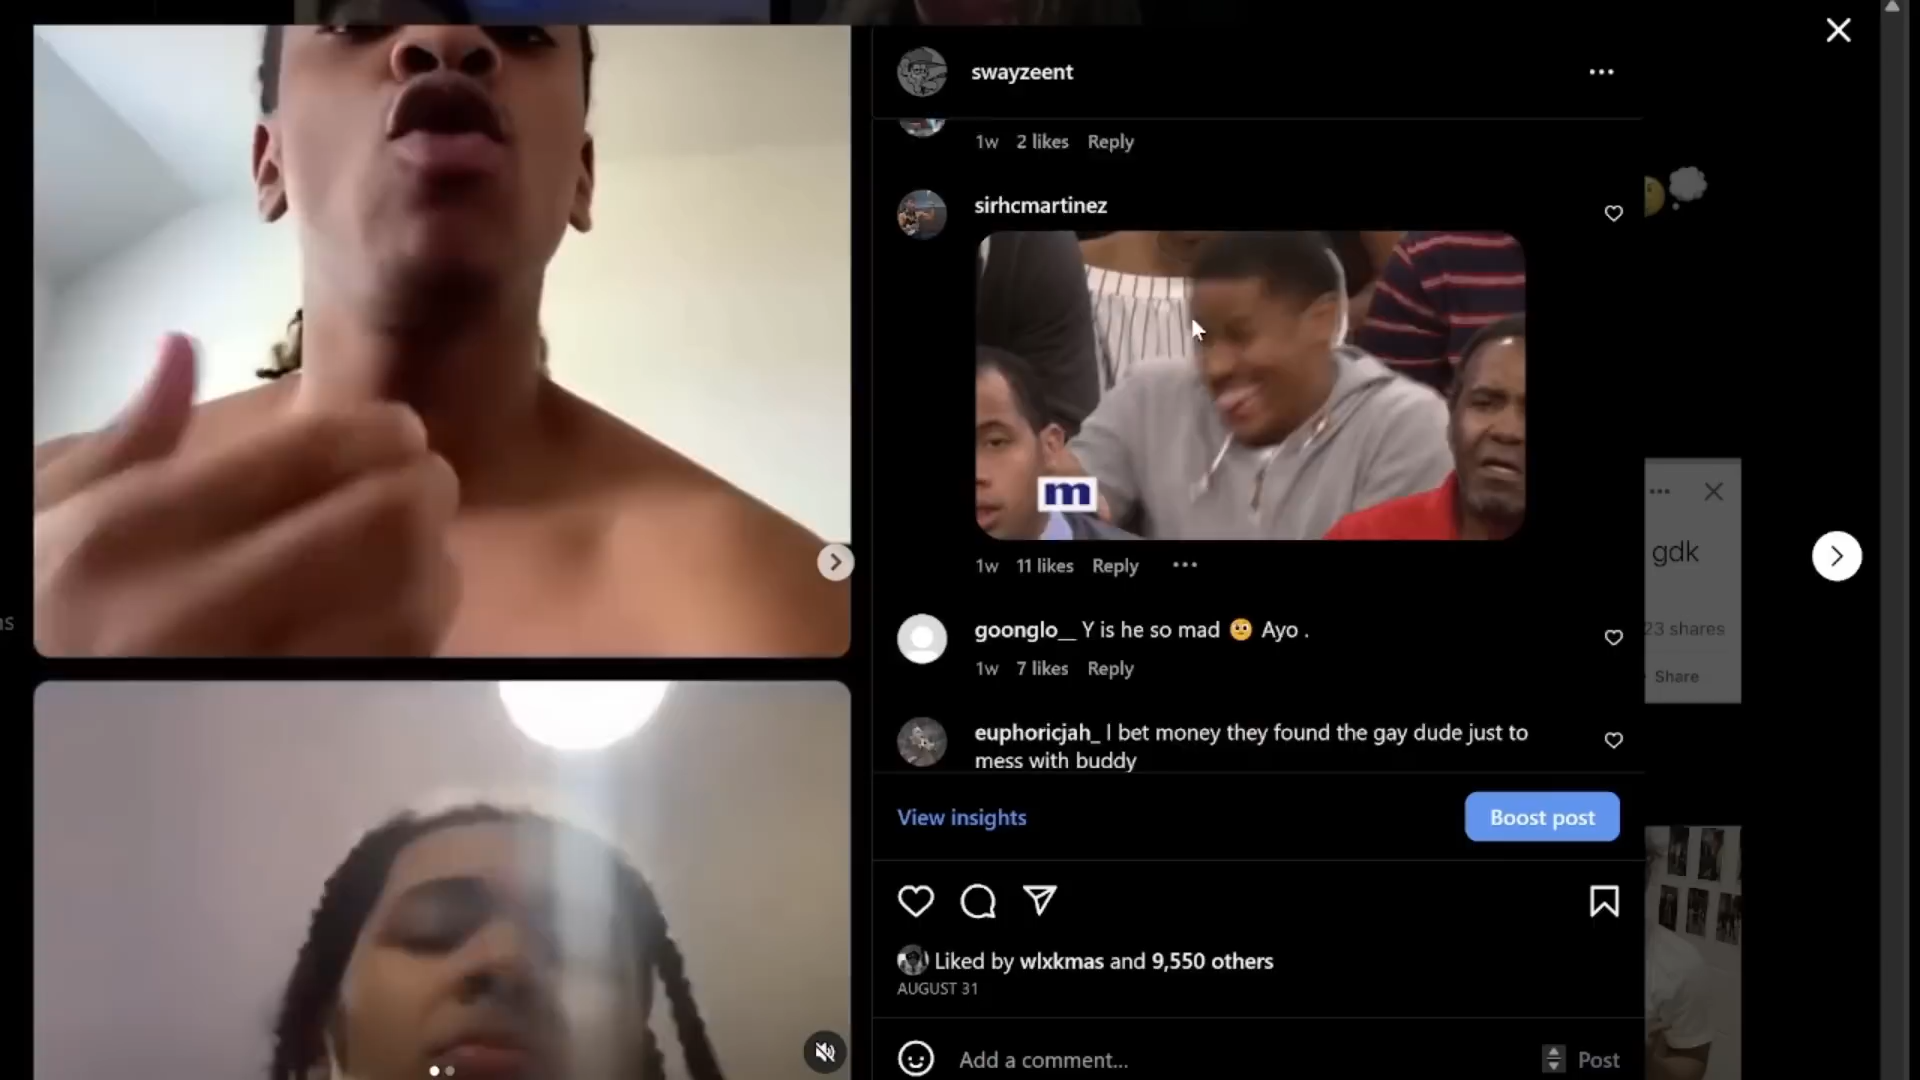 swayzeent
1w 2 likes Reply
sirhcmartinez
m
1w 11 likes Reply
goonglo__ Y is he so mad 🫨 Ayo .
1w 7 likes Reply
euphoricjah_ I bet money they found the gay dude just to
mess with buddy
View insights
Boost post
Liked by wlxkmas and 9,550 others
AUGUST 31
Add a comment...
Post
gdk
23 shares
Share